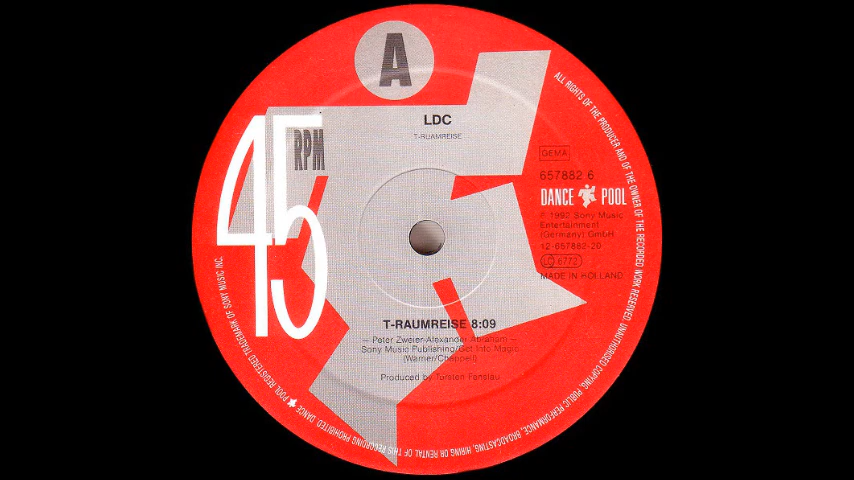 A
LDC
T-RUAMREISE
45
RPM
GEMA
657882 6
DANCE POOL
℗ 1992 Sony Music
Entertainment
(Germany) GmbH
12-657882-20
LC 6772
MADE IN HOLLAND
T-RAUMREISE 8:09
– Peter Zweier-Alexander Abraham –
Sony Music Publishing/Get Into Magic
(Warner/Chappell)
Produced by Torsten Fenslau
ALL RIGHTS OF THE PRODUCER AND OF THE OWNER OF THE RECORDED WORK RESERVED. UNAUTHORISED COPYING, PUBLIC PERFORMANCE, BROADCASTING, HIRING OR RENTAL OF THIS RECORDING PROHIBITED. DANCE POOL REGISTERED TRADEMARK OF SONY MUSIC INC.